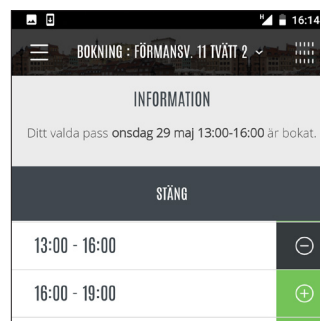 H 16:14
BOKNING : FÖRMANSV. 11 TVÄTT 2
INFORMATION
Ditt valda pass onsdag 29 maj 13:00-16:00 är bokat.
STÄNG
13:00 - 16:00
16:00 - 19:00